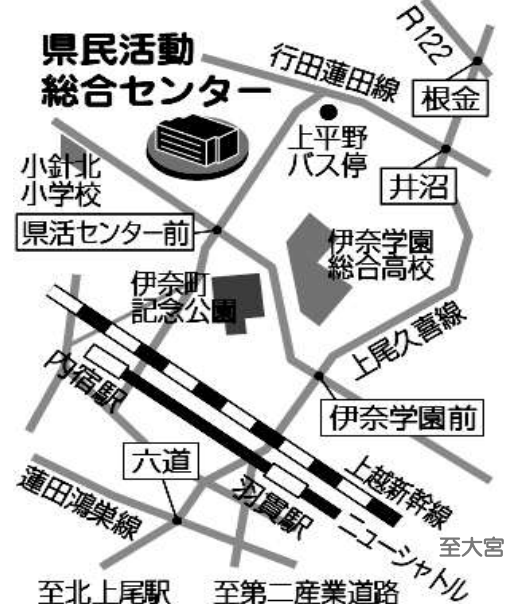 県民活動
総合センター
R122
行田蓮田線
根金
上平野
バス停
井沼
小針北
小学校
県活センター前
伊奈学園
総合高校
伊奈町
記念公園
上尾久喜線
内宿駅
伊奈学園前
六道
上越新幹線
蓮田鴻巣線
羽貫駅
ニューシャトル
至大宮
至北上尾駅
至第二産業道路